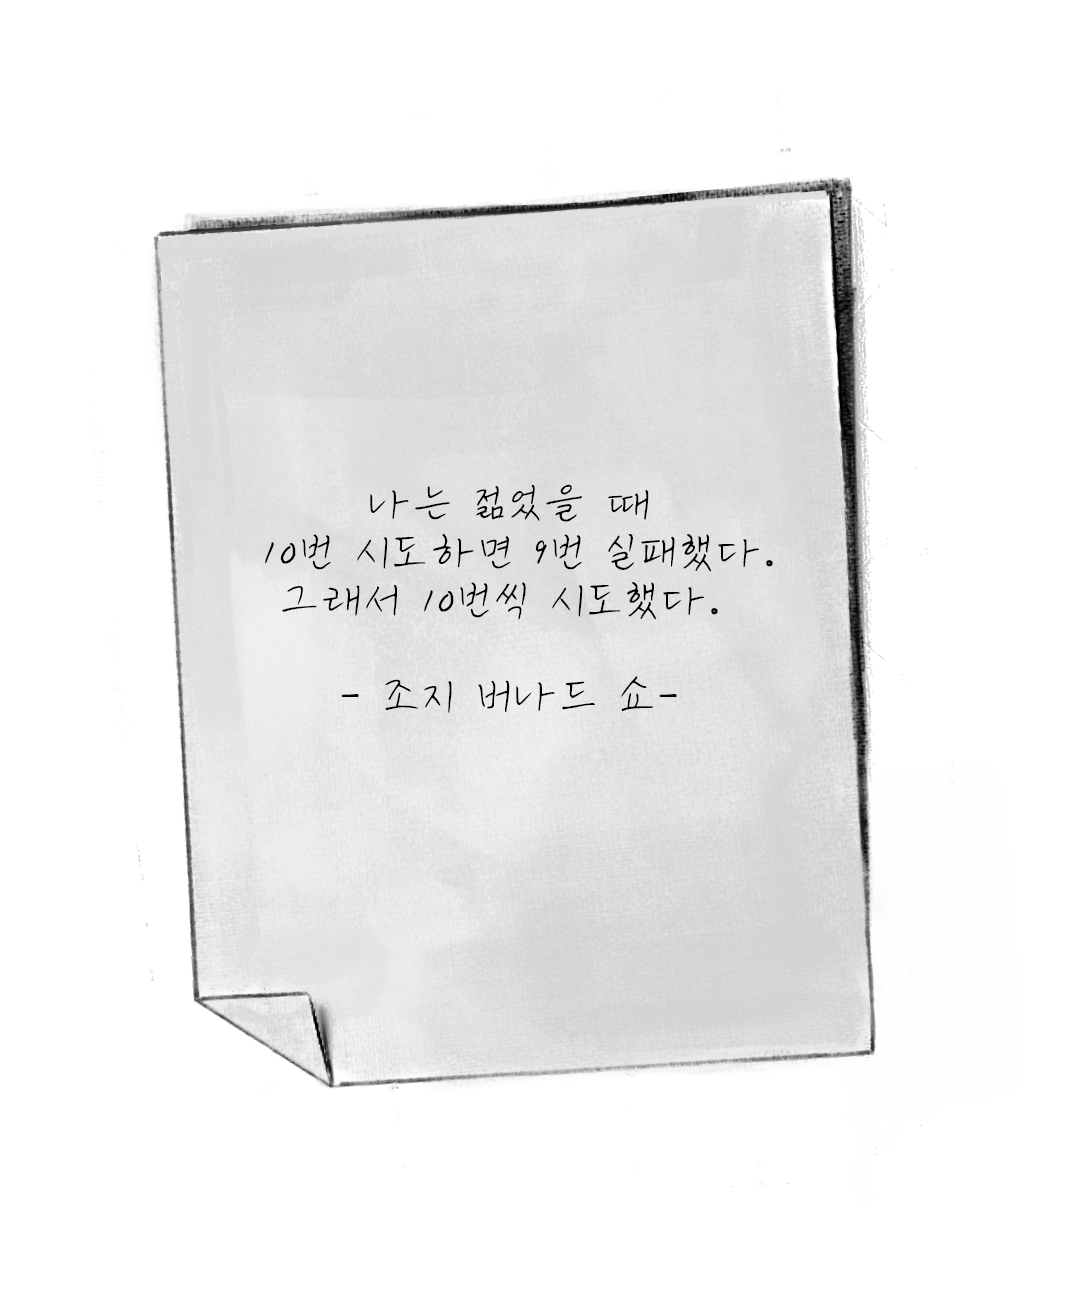 나는 젊었을 때
10번 시도하면 9번 실패했다.
그래서 10번씩 시도했다.
- 조지 버나드 쇼-